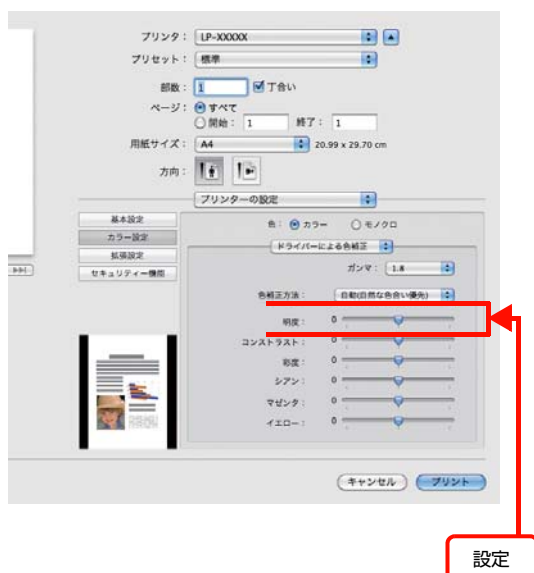 プリンタ： LP-XXXXX
プリセット： 標準
部数： 1 丁合い
ページ： すべて
開始： 1 終了： 1
用紙サイズ： A4 20.99 x 29.70 cm
方向：
プリンターの設定
基本設定
カラー設定
拡張設定
セキュリティー機能
色： カラー モノクロ
ドライバーによる色補正
ガンマ： 1.8
色補正方法： 自動(自然な色合い優先)
明度： 0
コントラスト： 0
彩度： 0
シアン： 0
マゼンタ： 0
イエロー： 0
キャンセル プリント
設定